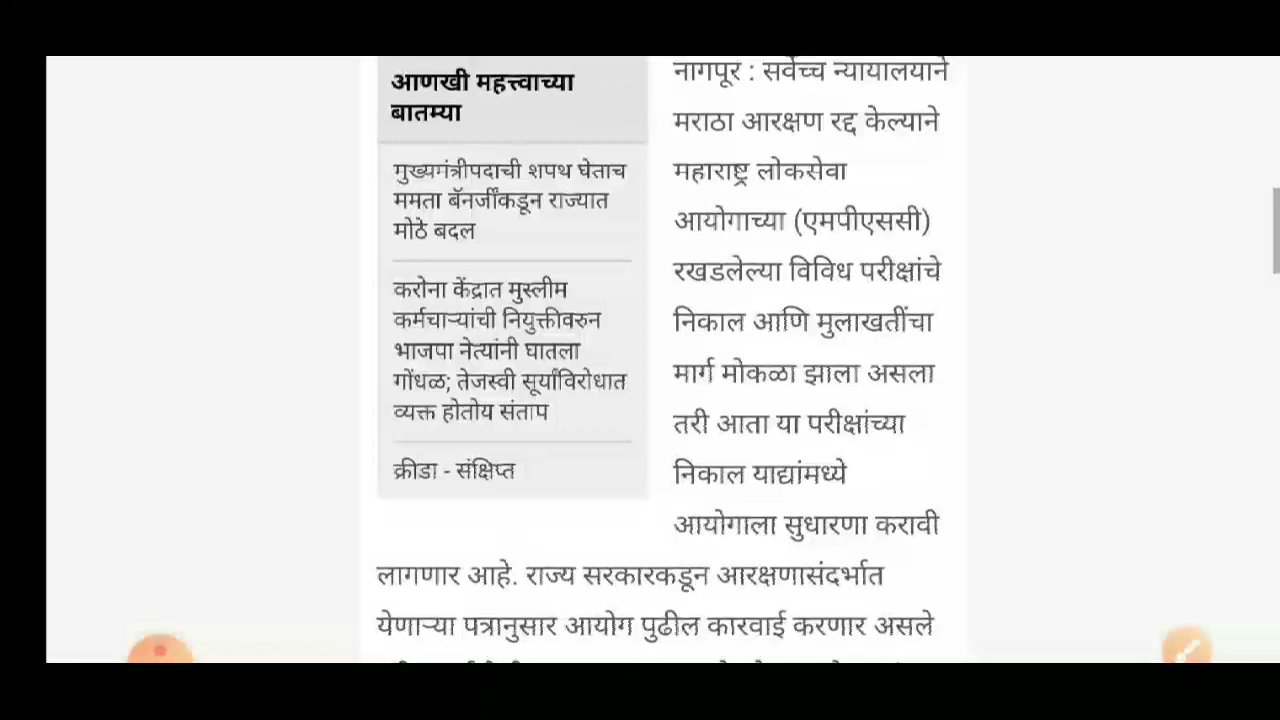 आणखी महत्त्वाच्या
बातम्या
मुख्यमंत्रीपदाची शपथ घेताच
ममता बॅनर्जींकडून राज्यात
मोठे बदल
करोना केंद्रात मुस्लीम
कर्मचाऱ्यांची नियुक्तीवरुन
भाजपा नेत्यांनी घातला
गोंधळ; तेजस्वी सूर्यांविरोधात
व्यक्त होतोय संताप
क्रीडा - संक्षिप्त
नागपूर : सर्वेच्च न्यायालयाने
मराठा आरक्षण रद्द केल्याने
महाराष्ट्र लोकसेवा
आयोगाच्या (एमपीएससी)
रखडलेल्या विविध परीक्षांचे
निकाल आणि मुलाखतींचा
मार्ग मोकळा झाला असला
तरी आता या परीक्षांच्या
निकाल याद्यांमध्ये
आयोगाला सुधारणा करावी
लागणार आहे. राज्य सरकारकडून आरक्षणासंदर्भात
येणाऱ्या पत्रानुसार आयोग पुढील कारवाई करणार असले